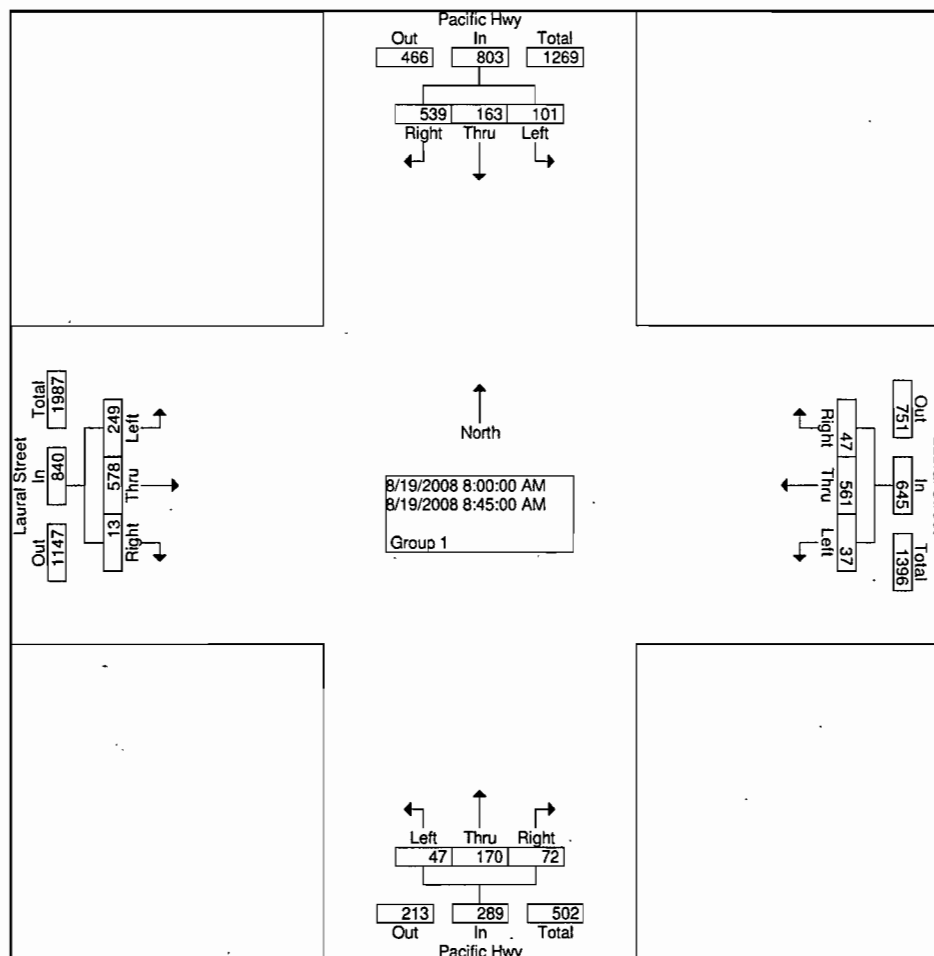 Pacific Hwy
Out In Total
466 803 1269
539 163 101
Right Thru Left
Laural Street
Total In Out
1987 840 1147
249 578 13
Left Thru Right
North
8/19/2008 8:00:00 AM
8/19/2008 8:45:00 AM
Group 1
Right Thru Left
47 561 37
Out In Total
751 645 1396
Left Thru Right
47 170 72
213 289 502
Out In Total
Pacific Hwy